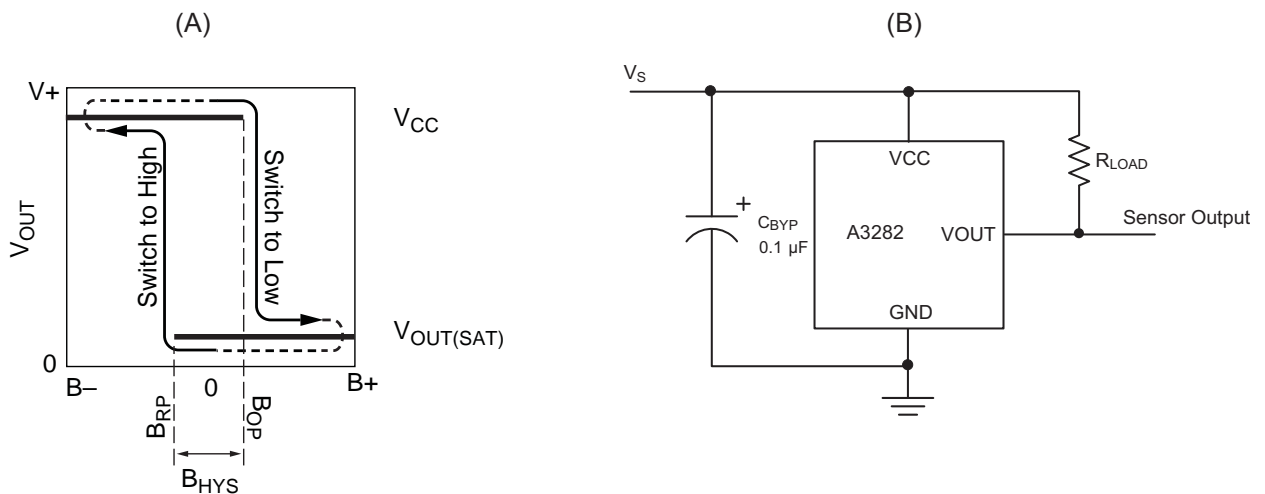 (A)
V+
VCC
VOUT
Switch to High
Switch to Low
VOUT(SAT)
0
B–
0
B+
BRP
BOP
BHYS
(B)
VS
VCC
RLOAD
+
CBYP
0.1 µF
A3282
VOUT
Sensor Output
GND